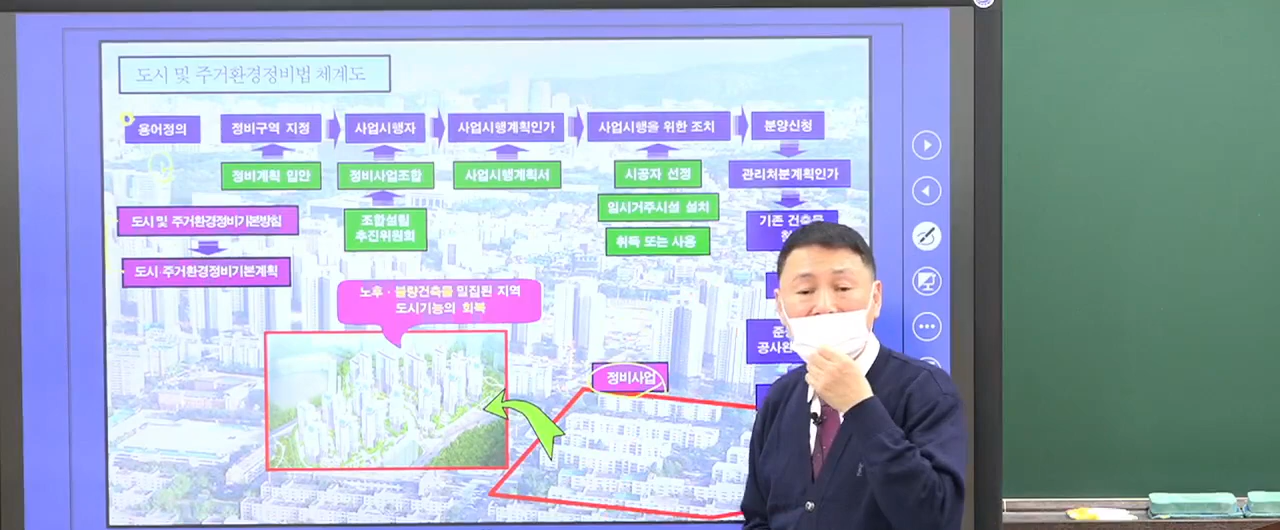 도시 및 주거환경정비법 체계도
용어정의
정비구역 지정
사업시행자
사업시행계획인가
사업시행을 위한 조치
분양신청
정비계획 입안
정비사업조합
사업시행계획서
시공자 선정
관리처분계획인가
도시 및 주거환경정비기본방침
조합설립
추진위원회
임시거주시설 설치
기존 건축물
취득 또는 사용
도시·주거환경정비기본계획
노후·불량건축물 밀집된 지역
도시기능의 회복
공사완
정비사업